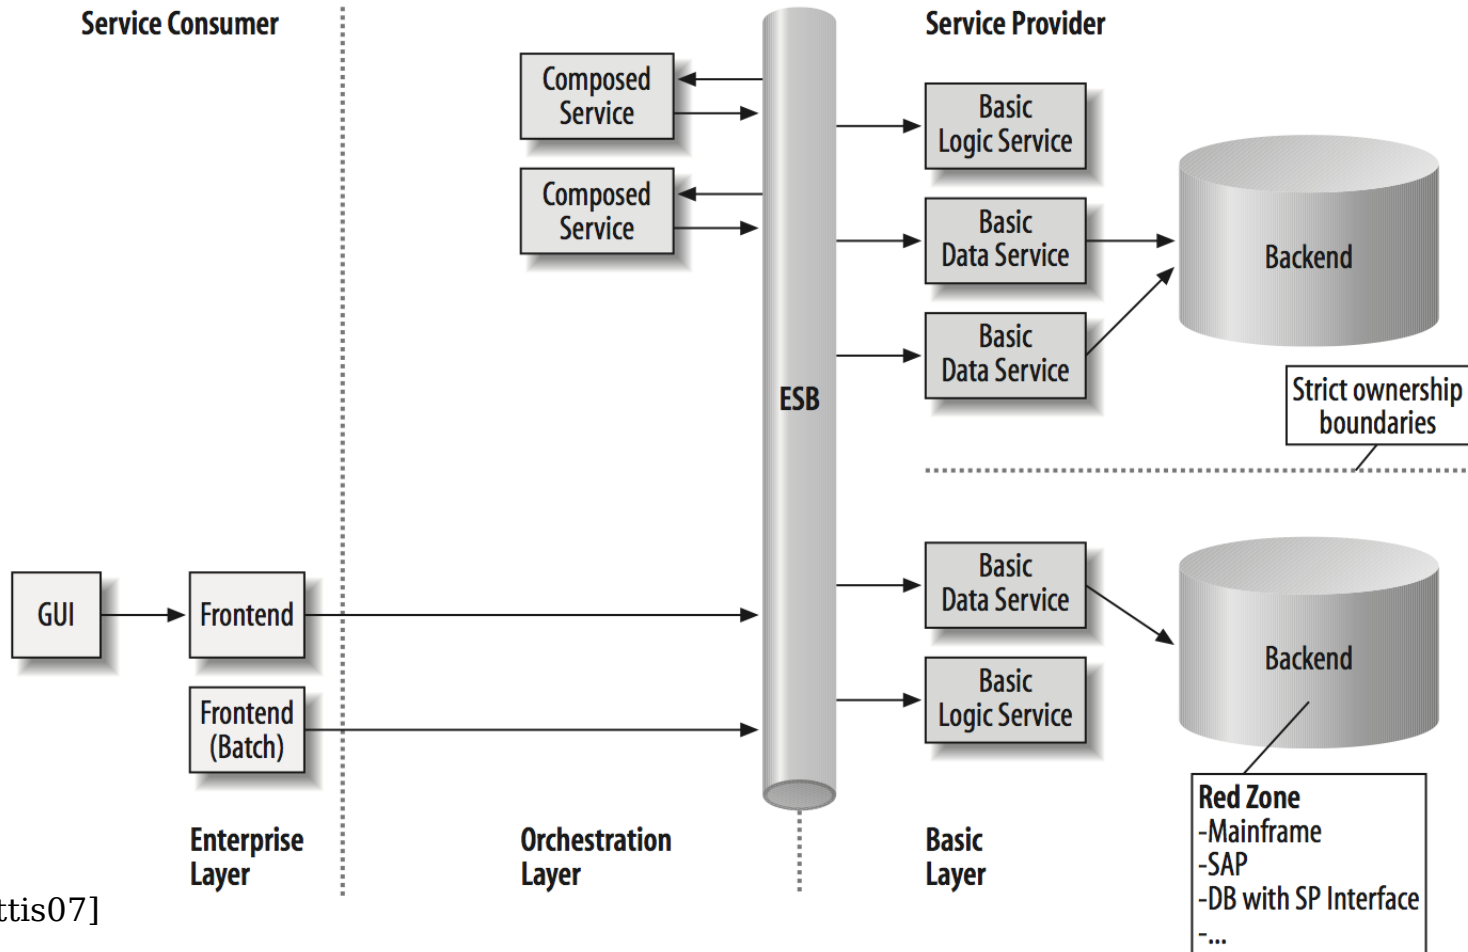 Service Consumer
Service Provider
Composed
Service
Composed
Service
Basic
Logic Service
Basic
Data Service
Basic
Data Service
Backend
Strict ownership
boundaries
ESB
GUI
Frontend
Frontend
(Batch)
Basic
Data Service
Basic
Logic Service
Backend
Red Zone
-Mainframe
-SAP
-DB with SP Interface
-...
Enterprise
Layer
Orchestration
Layer
Basic
Layer
ttis07]